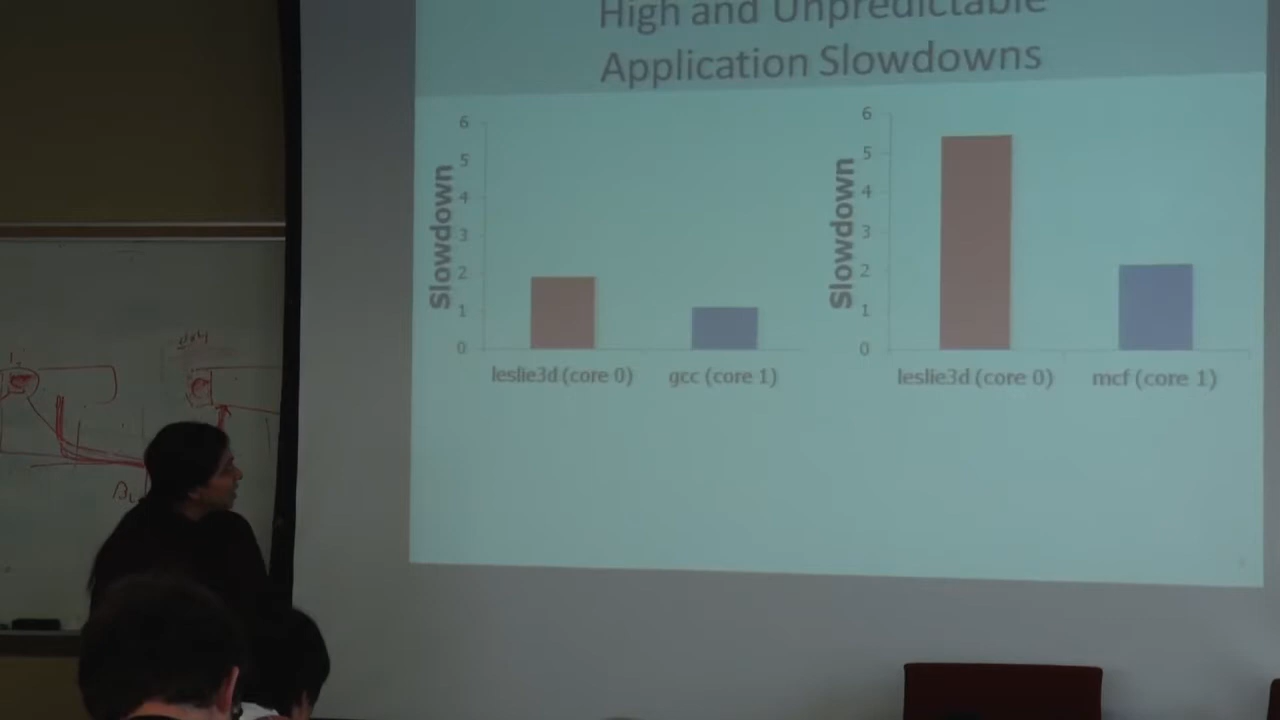 High and Unpredictable
Application Slowdowns
Slowdown
6
5
4
3
2
1
0
leslie3d (core 0)
gcc (core 1)
Slowdown
6
5
4
3
2
1
0
leslie3d (core 0)
mcf (core 1)